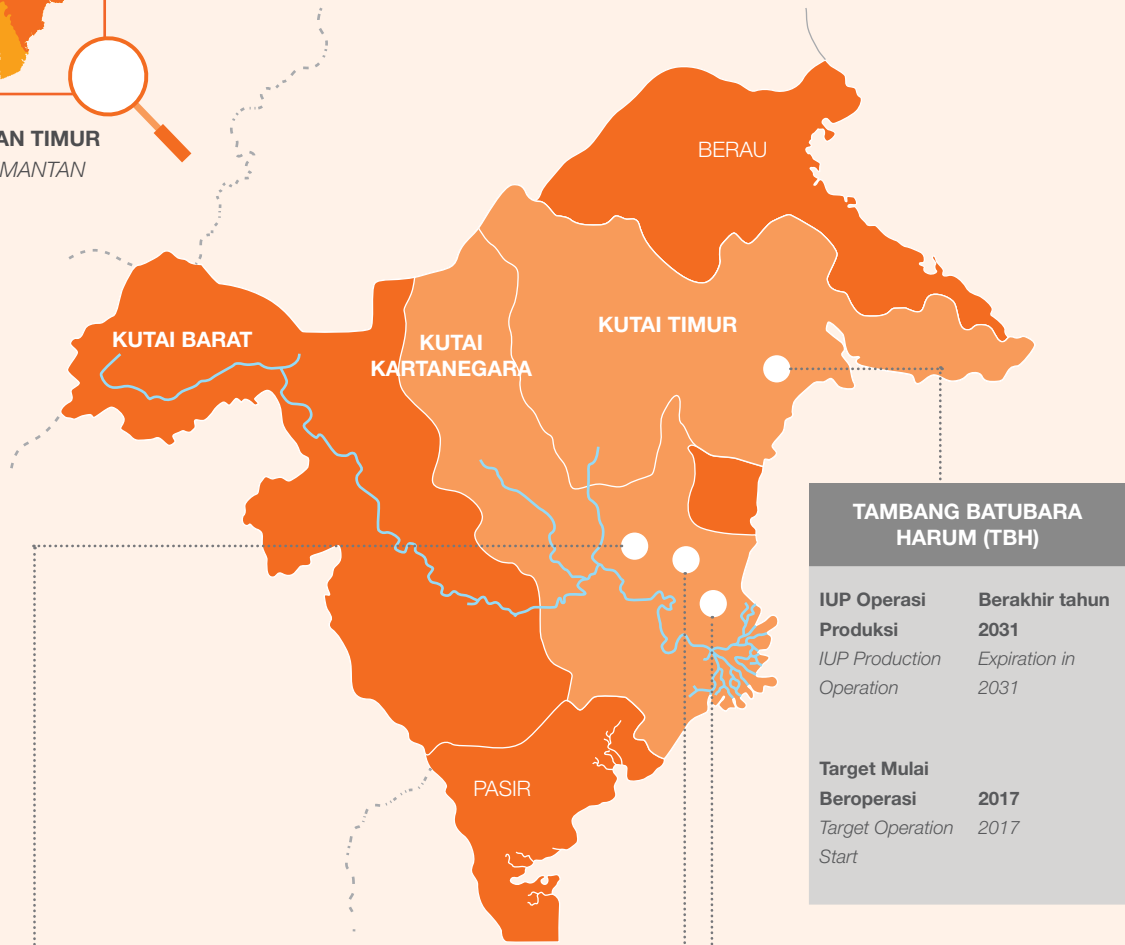 AN TIMUR
MANTAN
BERAU
KUTAI BARAT
KUTAI
KARTANEGARA
KUTAI TIMUR
PASIR
TAMBANG BATUBARA
HARUM (TBH)
IUP Operasi Berakhir tahun
Produksi 2031
IUP Production Expiration in
Operation 2031
Target Mulai
Beroperasi 2017
Target Operation 2017
Start